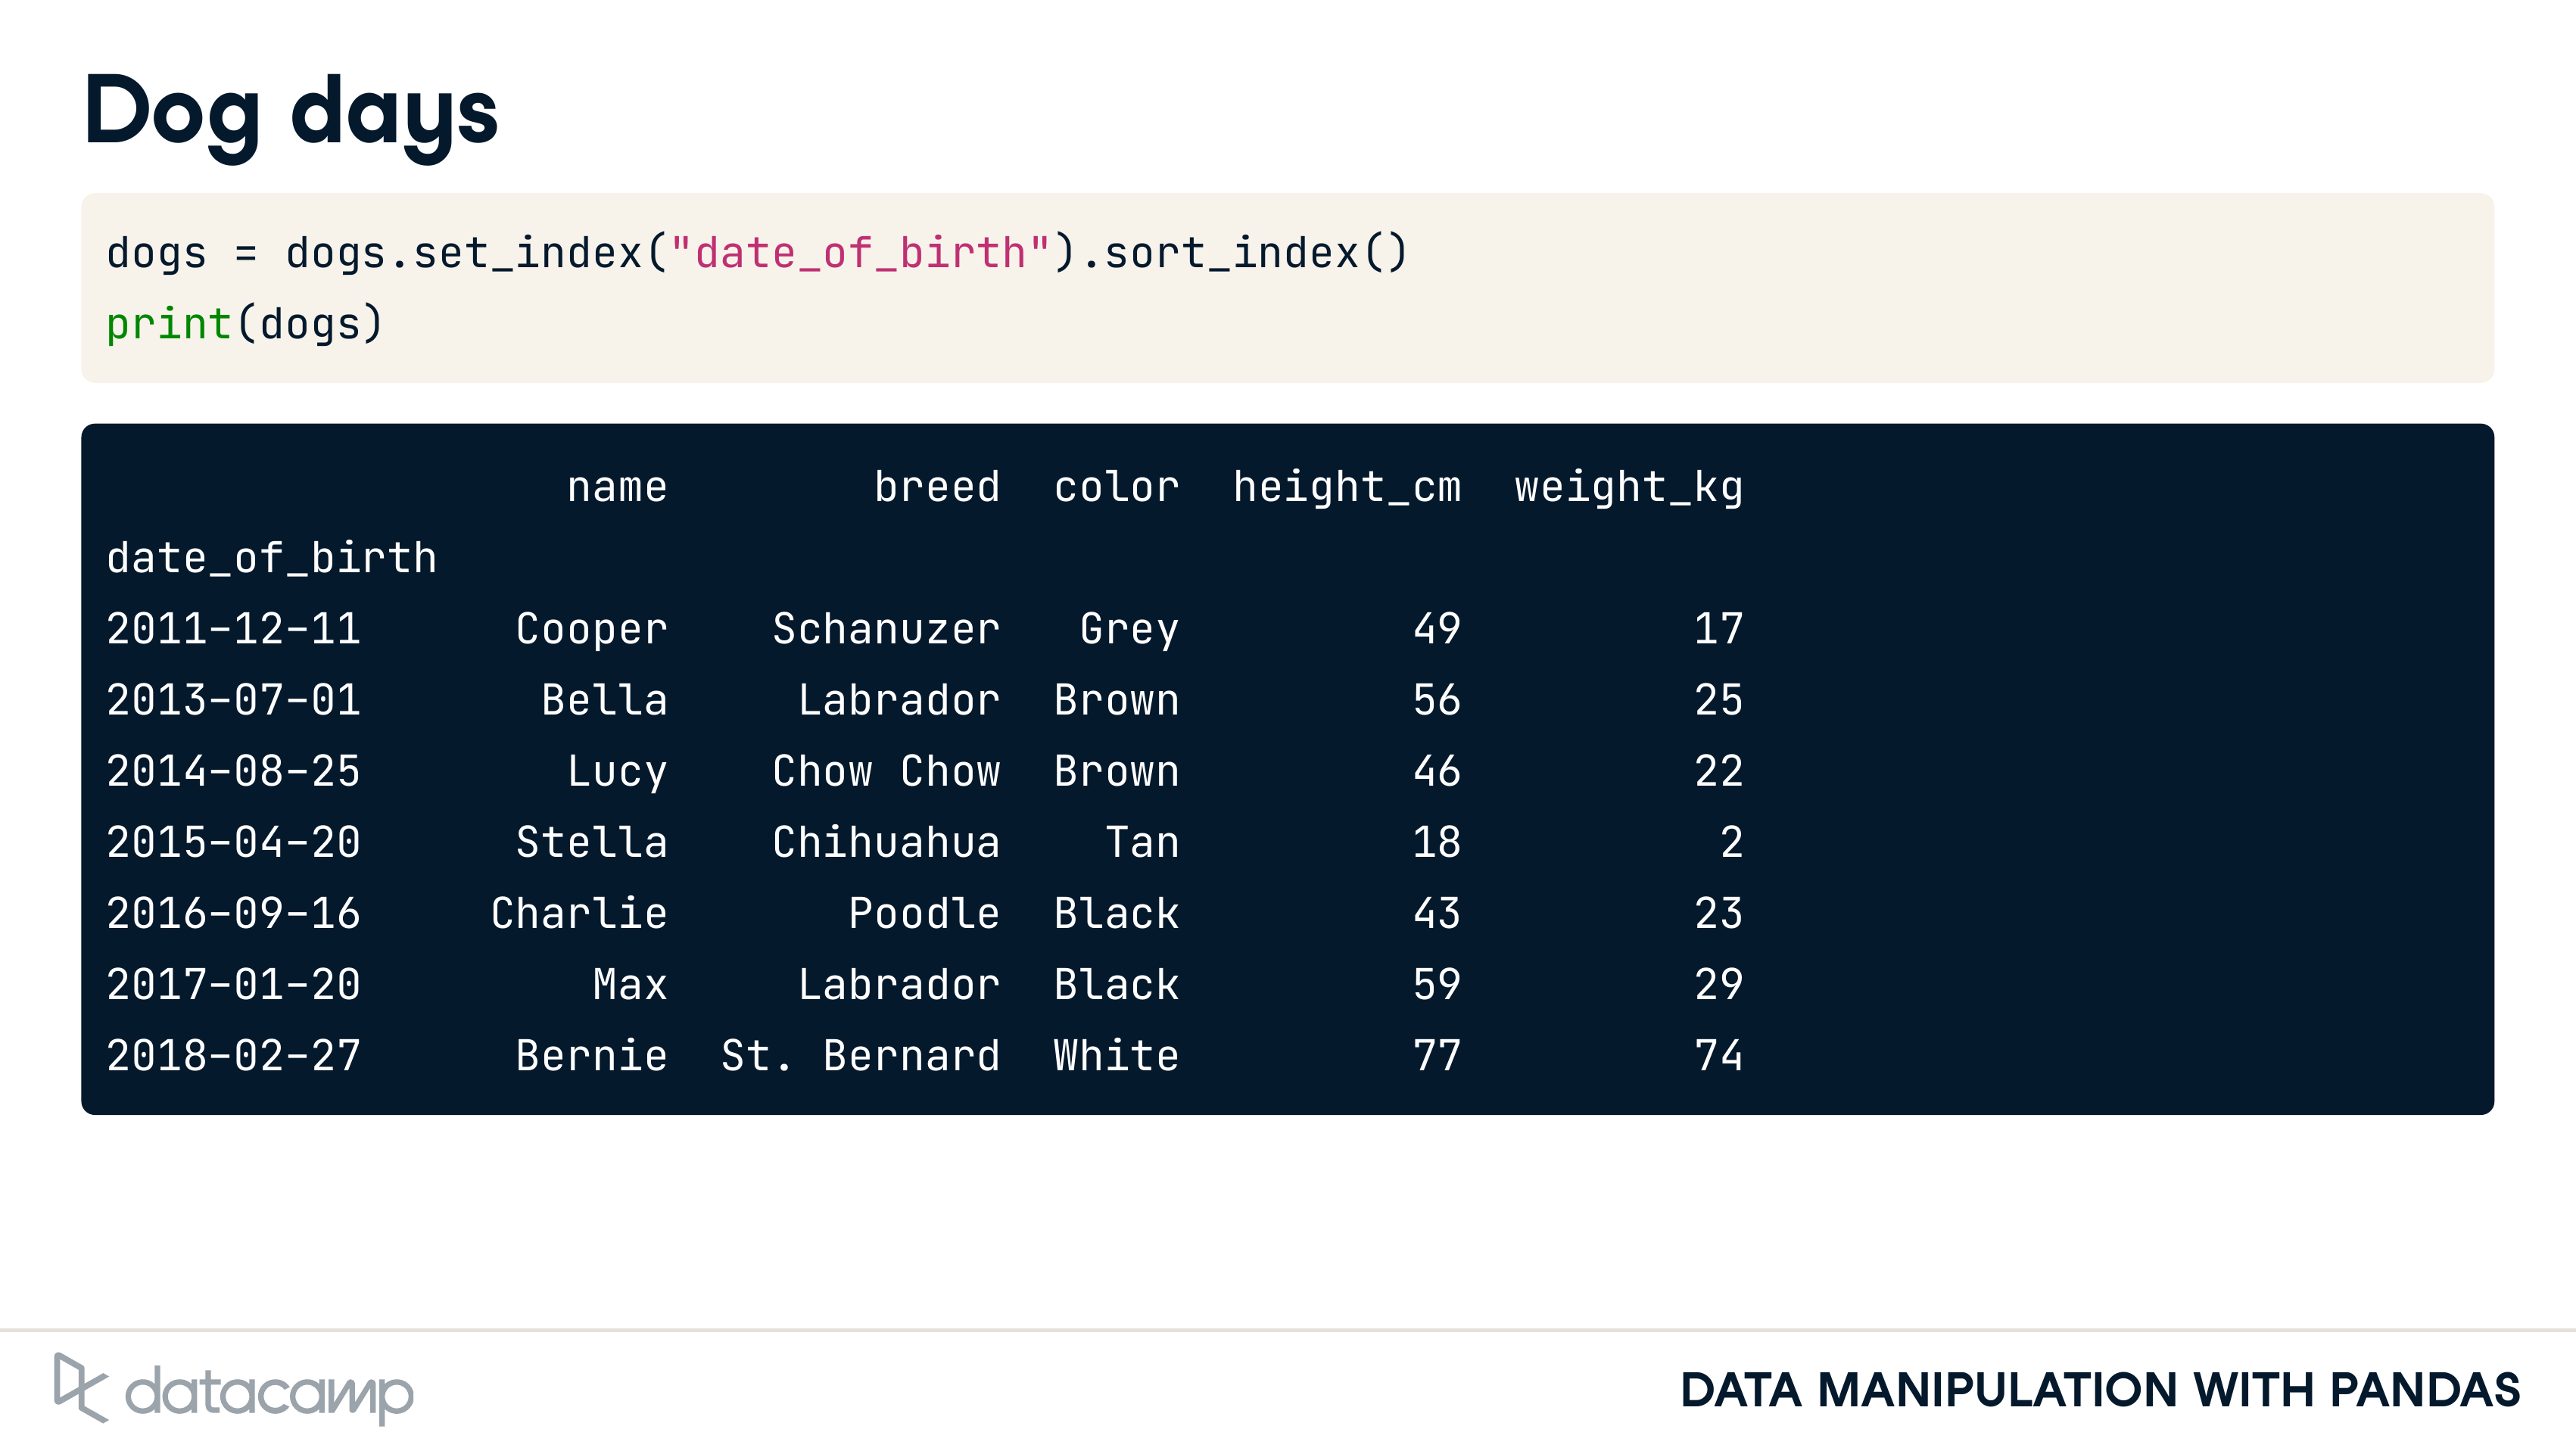 Dog days
dogs = dogs.set_index("date_of_birth").sort_index()
print(dogs)
name breed color height_cm weight_kg
date_of_birth
2011-12-11 Cooper Schanuzer Grey 49 17
2013-07-01 Bella Labrador Brown 56 25
2014-08-25 Lucy Chow Chow Brown 46 22
2015-04-20 Stella Chihuahua Tan 18 2
2016-09-16 Charlie Poodle Black 43 23
2017-01-20 Max Labrador Black 59 29
2018-02-27 Bernie St. Bernard White 77 74
datacamp
DATA MANIPULATION WITH PANDAS